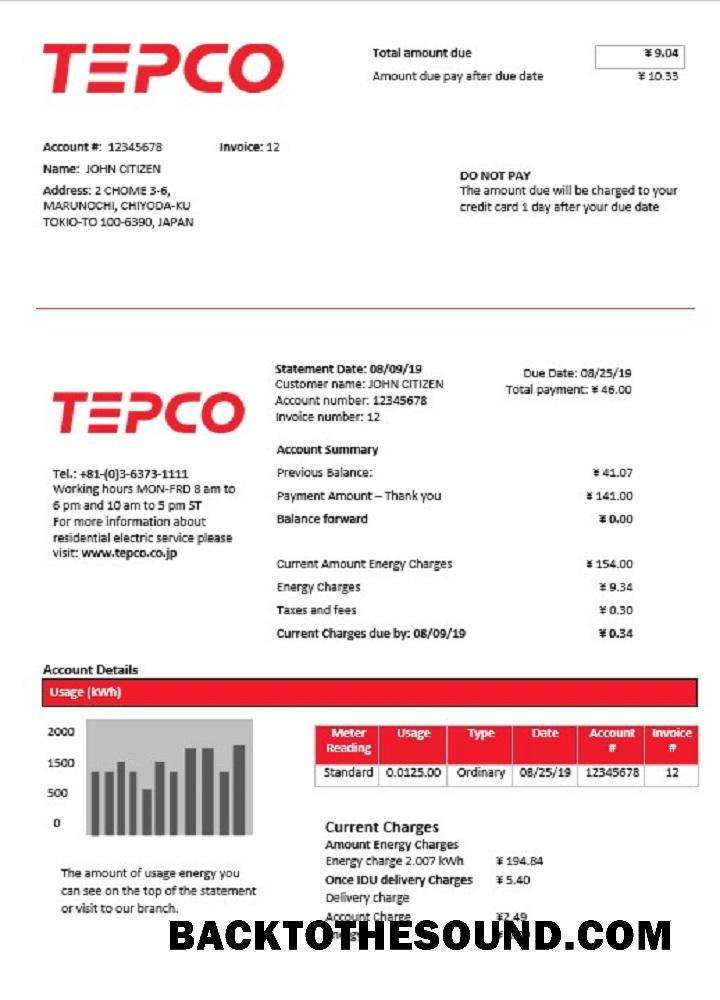 TEPCO
Total amount due ¥ 9.04
Amount due pay after due date ¥ 10.33
Account #: 12345678 Invoice: 12
Name: JOHN CITIZEN
Address: 2 CHOME 3-6,
MARUNOCHI, CHIYODA-KU
TOKIO-TO 100-6390, JAPAN
DO NOT PAY
The amount due will be charged to your
credit card 1 day after your due date
TEPCO
Tel.: +81-(0)3-6373-1111
Working hours MON-FRD 8 am to
6 pm and 10 am to 5 pm ST
For more information about
residential electric service please
visit: www.tepco.co.jp
Statement Date: 08/09/19
Customer name: JOHN CITIZEN
Account number: 12345678
Invoice number: 12
Due Date: 08/25/19
Total payment: ¥ 46.00
Account Summary
Previous Balance: ¥ 41.07
Payment Amount – Thank you ¥ 141.00
Balance forward ¥ 0.00
Current Amount Energy Charges ¥ 154.00
Energy Charges ¥ 9.34
Taxes and fees ¥ 0.30
Current Charges due by: 08/09/19 ¥ 0.34
Account Details
Usage (kWh)
2000
1500
500
0
The amount of usage energy you
can see on the top of the statement
or visit to our branch.
Meter Usage Type Date Account Invoice
Reading # #
Standard 0.0125.00 Ordinary 08/25/19 12345678 12
Current Charges
Amount Energy Charges
Energy charge 2.007 kWh ¥ 194.84
Once IDU delivery Charges ¥ 5.40
Delivery charge
Account Charge ¥2.49
BACKTOTHESOUND.COM